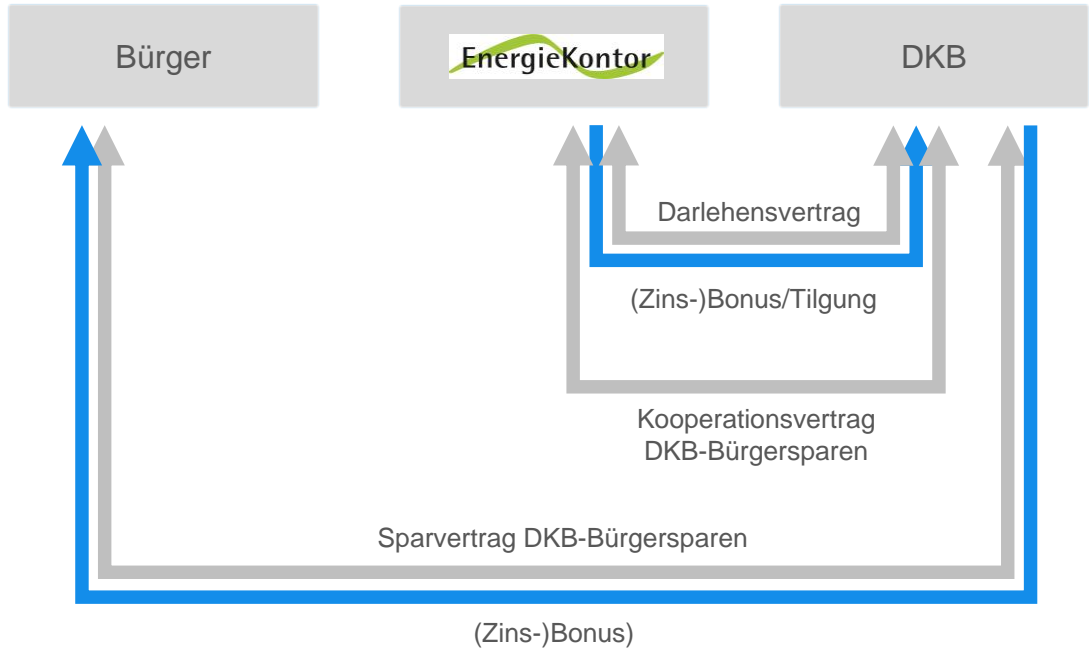 Bürger
EnergieKontor
DKB
Darlehensvertrag
(Zins-)Bonus/Tilgung
Kooperationsvertrag
DKB-Bürgersparen
Sparvertrag DKB-Bürgersparen
(Zins-)Bonus)